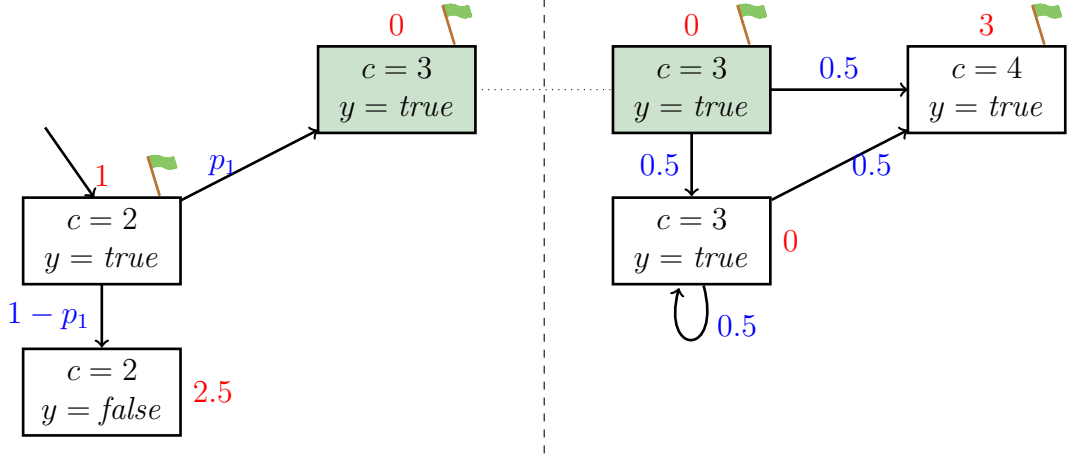 0
c = 3
y = true
1
p₁
c = 2
y = true
1 − p₁
c = 2
y = false
2.5
0
c = 3
y = true
0.5
3
c = 4
y = true
0.5
0.5
c = 3
y = true
0
0.5